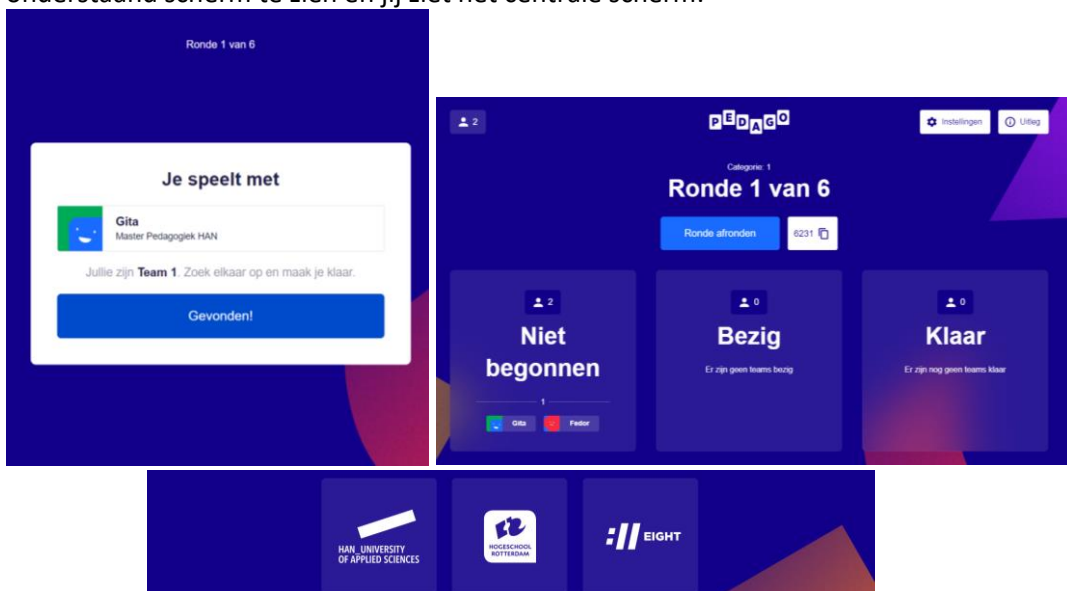 onderstaand scherm te zien en jij ziet het centrale scherm.
Ronde 1 van 6
Je speelt met
Gita
Master Pedagogiek HAN
Jullie zijn Team 1. Zoek elkaar op en maak je klaar.
Gevonden!
2
PEDAGO
Instellingen
Uitleg
Categorie: 1
Ronde 1 van 6
Ronde afronden
6231
2
Niet
begonnen
1
Gita
Fedor
0
Bezig
Er zijn geen teams bezig
0
Klaar
Er zijn nog geen teams klaar
HAN_UNIVERSITY
OF APPLIED SCIENCES
HOGESCHOOL
ROTTERDAM
://EIGHT